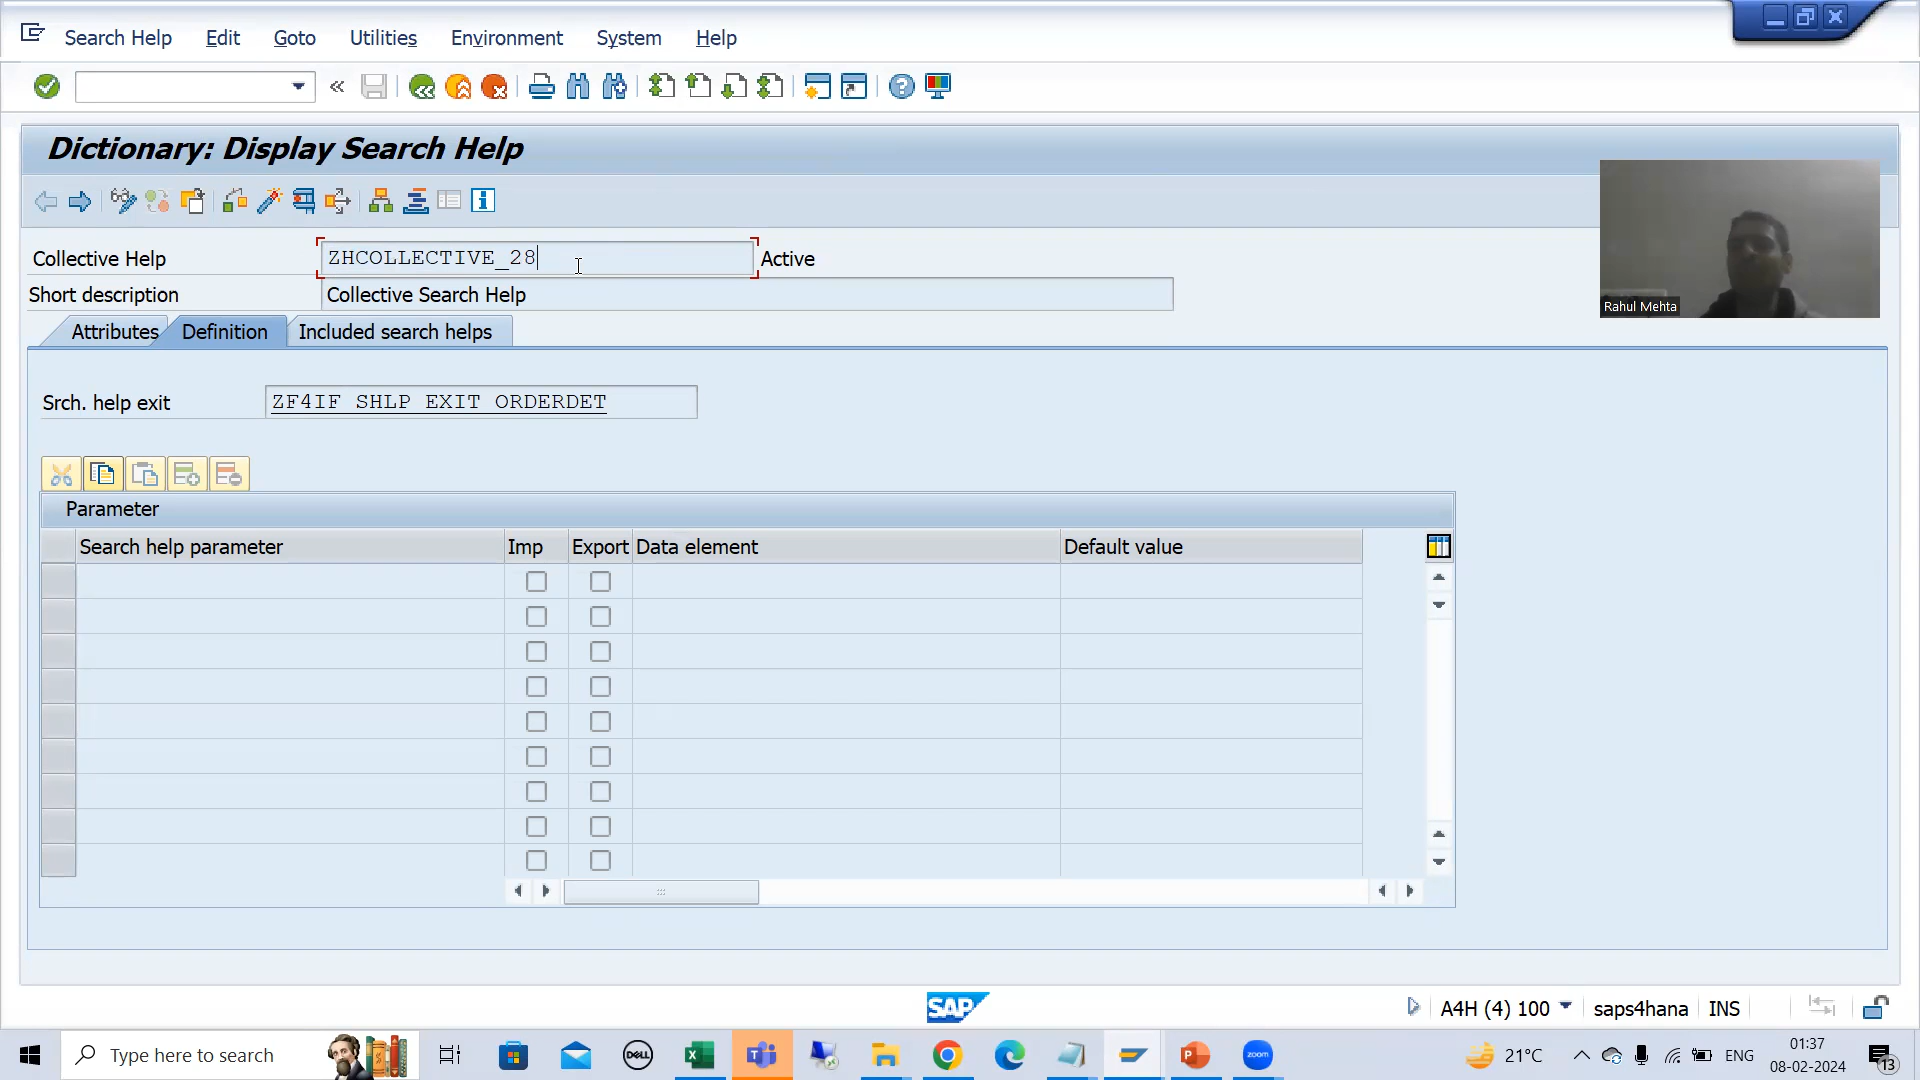 Search Help Edit Goto Utilities Environment System Help
Dictionary: Display Search Help
Collective Help ZHCOLLECTIVE_28 Active
Short description Collective Search Help
Attributes Definition Included search helps
Rahul Mehta
Srch. help exit ZF4IF_SHLP_EXIT_ORDERDET
Parameter
Search help parameter Imp Export Data element Default value
SAP
A4H (4) 100 saps4hana INS
Type here to search DELL zoom 21°C ENG 01:37
08-02-2024 13